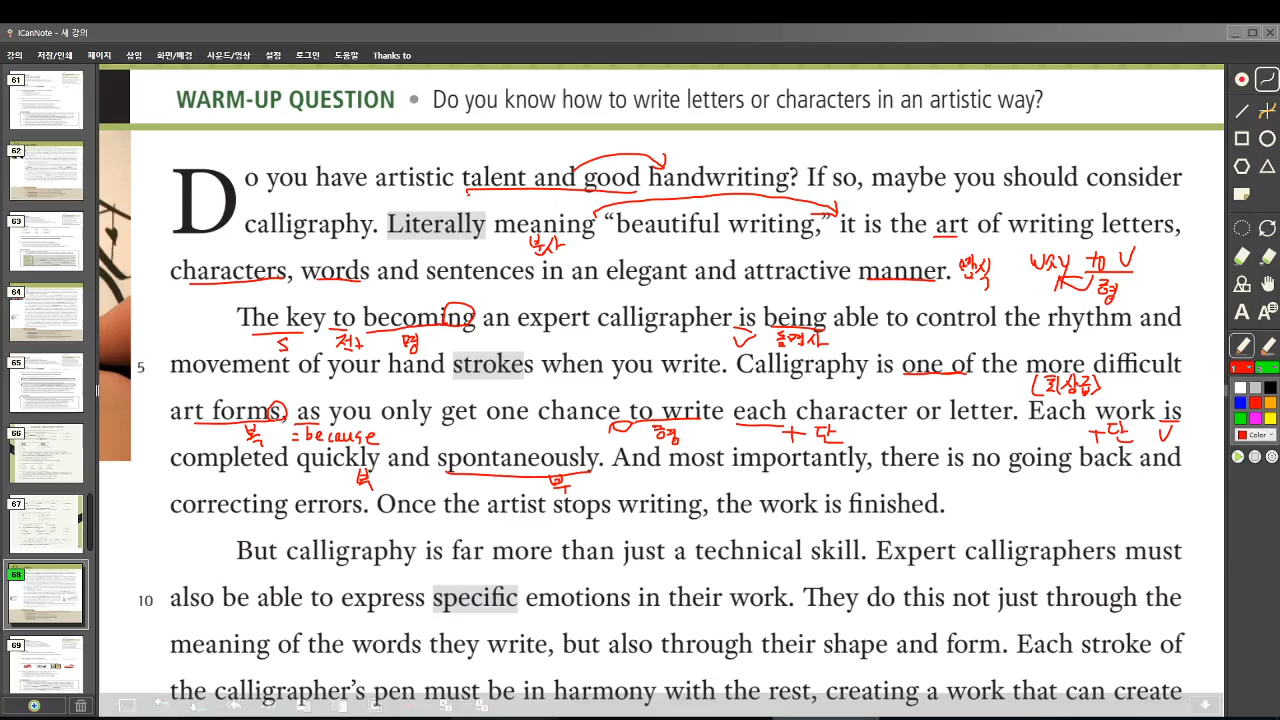 ICanNote - 새 강의
강의 저장/인쇄 페이지 삽입 화면/배경 사운드/영상 설정 로그인 도움말 Thanks to
61
62
63
64
65
66
67
68
69
WARM-UP QUESTION • Do you know how to write letters or characters in an artistic way?
Do you have artistic talent and good handwriting? If so, maybe you should consider
calligraphy. Literally meaning “beautiful writing,” it is the art of writing letters,
characters, words and sentences in an elegant and attractive manner.
way to V
The key to becoming an expert calligrapher is being able to control the rhythm and
S 전 명 동명사
5 movement of your hand strokes when you write. Calligraphy is one of the more difficult
(최상급)
art forms, as you only get one chance to write each character or letter. Each work is
복 = because 형 + 단 + 단 V
completed quickly and spontaneously. And most importantly, there is no going back and
부 부
correcting errors. Once the artist stops writing, the work is finished.
But calligraphy is far more than just a technical skill. Expert calligraphers must
10 also be able to express specific emotions in their work. They do this not just through the
meaning of the words they write, but also through their shape and form. Each stroke of
the calligrapher’s pen must be in harmony with the rest, creating a work that can create
Color